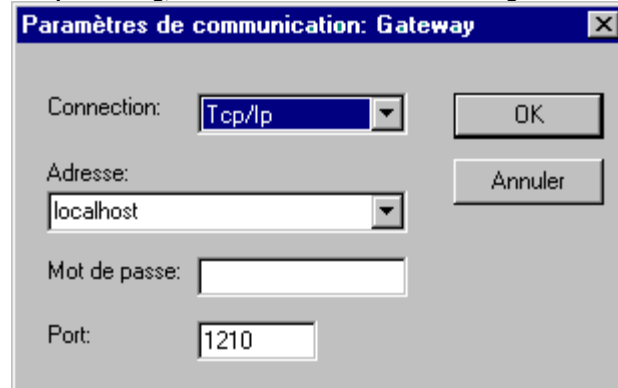 Paramètres de communication: Gateway
Connection: Tcp/Ip OK
Adresse: Annuler
localhost
Mot de passe:
Port: 1210